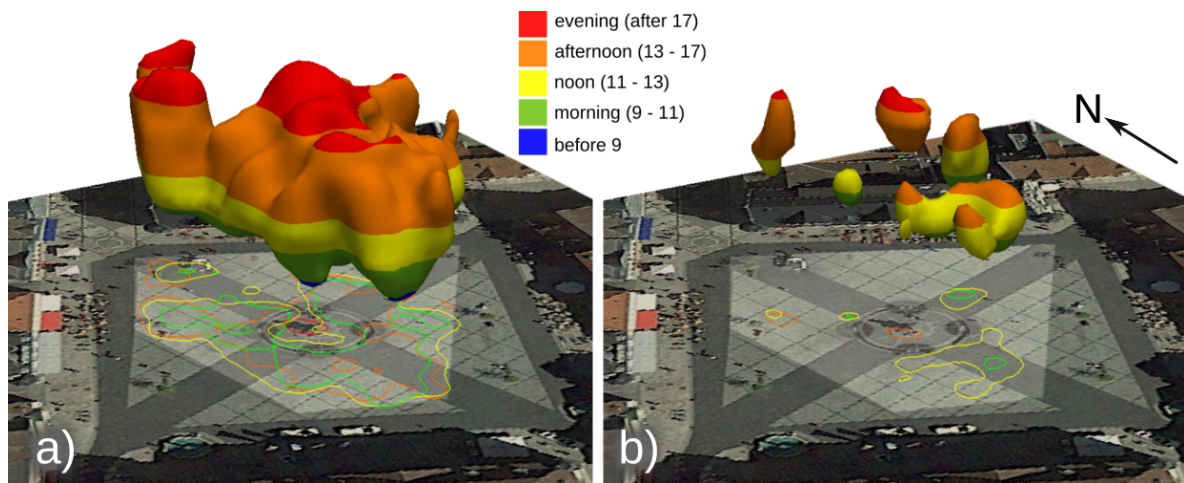 evening (after 17)
afternoon (13 - 17)
noon (11 - 13)
morning (9 - 11)
before 9
N
a)
b)